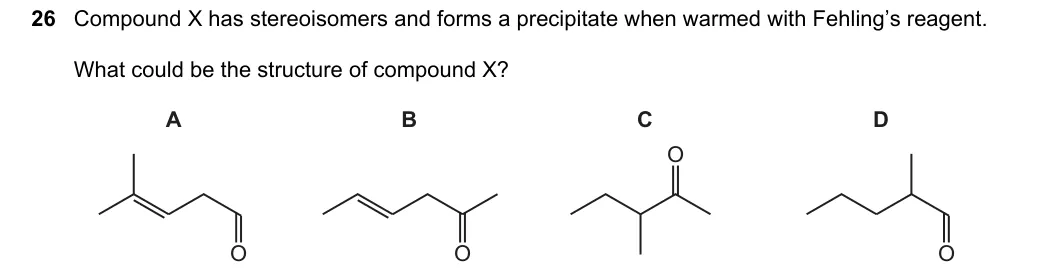 26 Compound X has stereoisomers and forms a precipitate when warmed with Fehling’s reagent.
What could be the structure of compound X?
A B C D
O
O O O